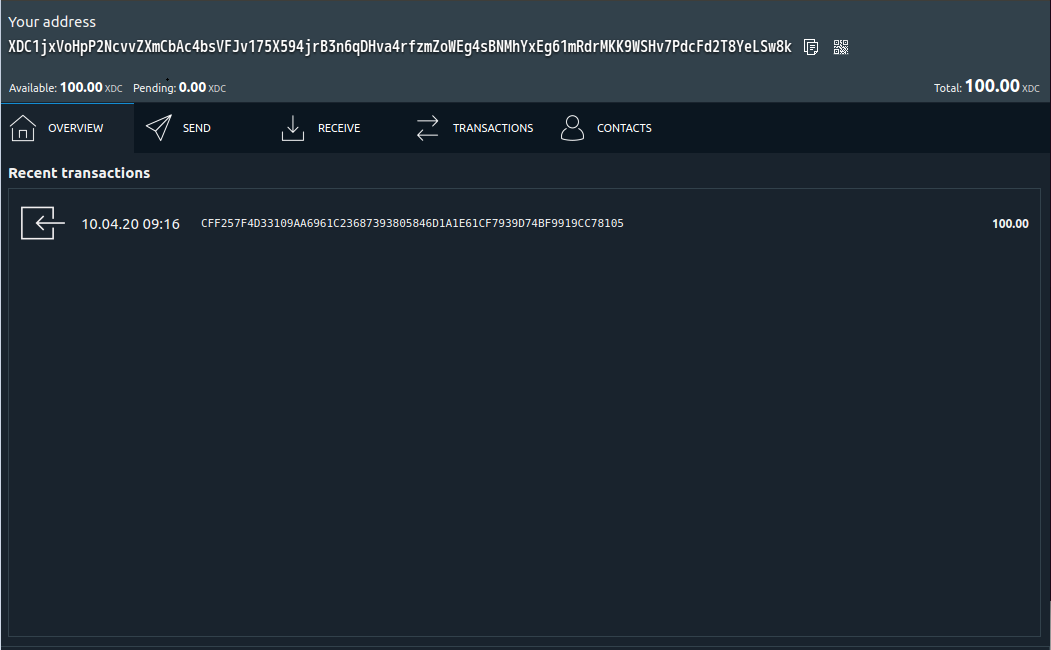 Your address
XDC1jxVoHpP2NcvvZXmCbAc4bsVFJv175X594jrB3n6qDHva4rfzmZoWEg4sBNMhYxEg61mRdrMKK9WSHv7PdcFd2T8YeLSw8k
Available: 100.00 XDC Pending: 0.00 XDC Total: 100.00 XDC
OVERVIEW SEND RECEIVE TRANSACTIONS CONTACTS
Recent transactions
10.04.20 09:16 CFF257F4D33109AA6961C23687393805846D1A1E61CF7939D74BF9919CC78105 100.00